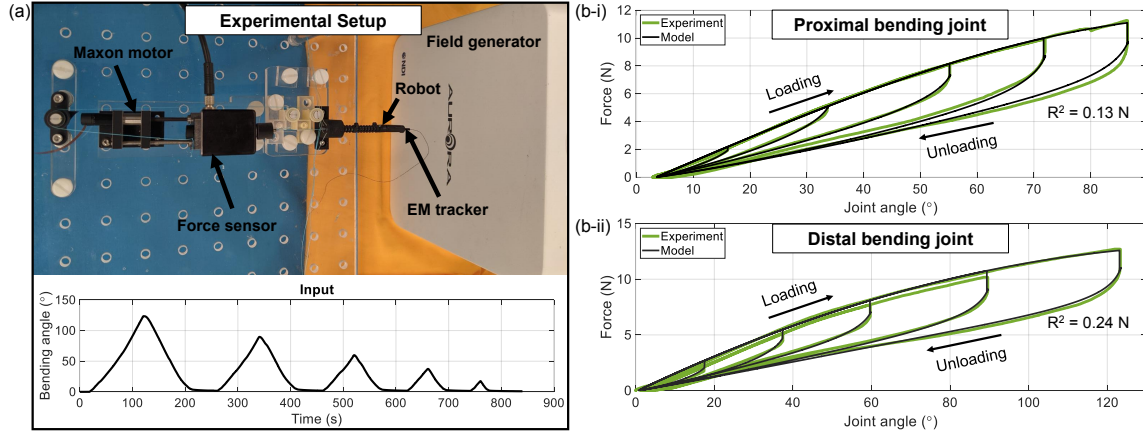 (a)
Experimental Setup
Maxon motor
Field generator
Robot
AURORA
EM tracker
Force sensor
Input
Bending angle (°)
150
100
50
0
0 100 200 300 400 500 600 700 800 900
Time (s)
(b-i)
Proximal bending joint
Experiment
Model
Force (N)
12
10
8
6
4
2
0
Loading
Unloading
R² = 0.13 N
0 10 20 30 40 50 60 70 80
Joint angle (°)
(b-ii)
Distal bending joint
Experiment
Model
Force (N)
15
10
5
0
Loading
Unloading
R² = 0.24 N
0 20 40 60 80 100 120
Joint angle (°)